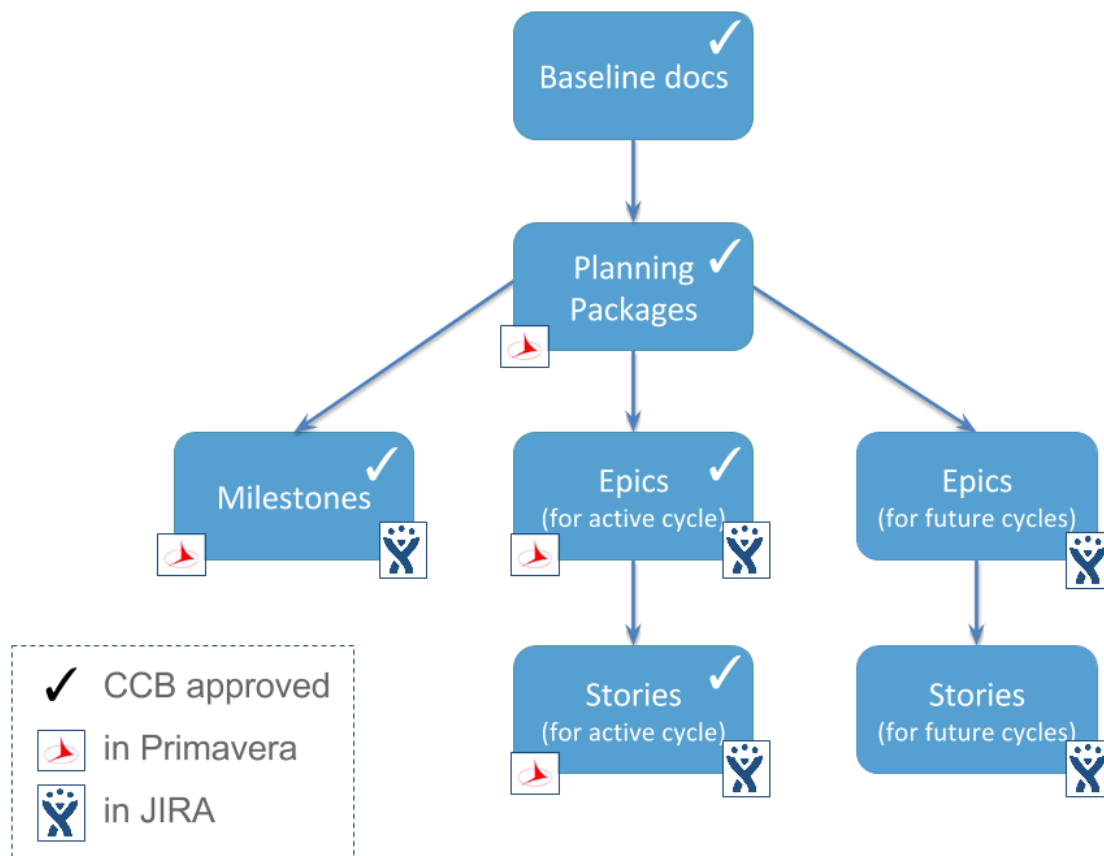 Baseline docs
Planning
Packages
Milestones
Epics
(for active cycle)
Epics
(for future cycles)
Stories
(for active cycle)
Stories
(for future cycles)
CCB approved
in Primavera
in JIRA